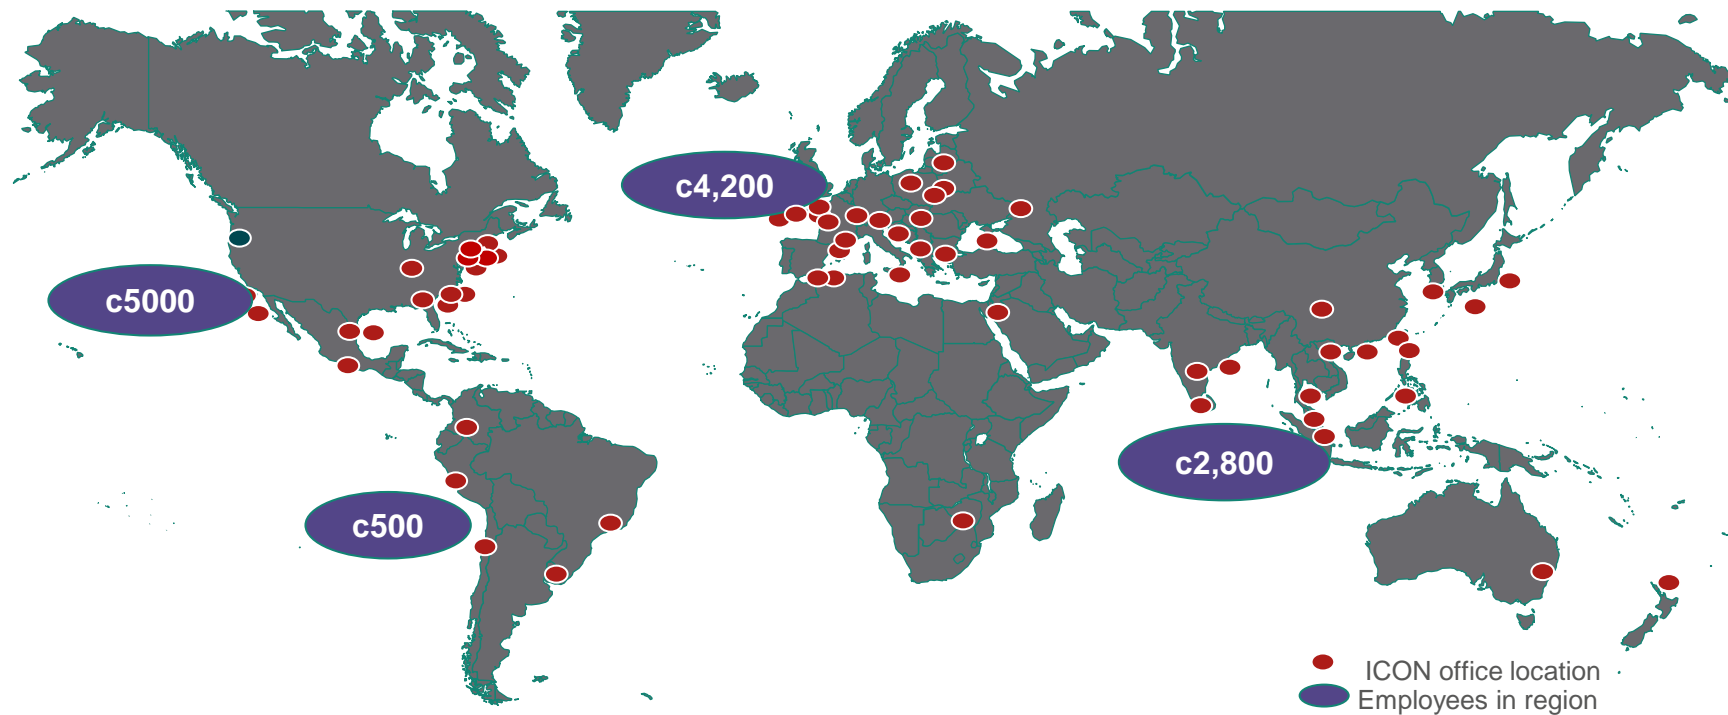 c4,200
c5000
c2,800
c500
ICON office location
Employees in region